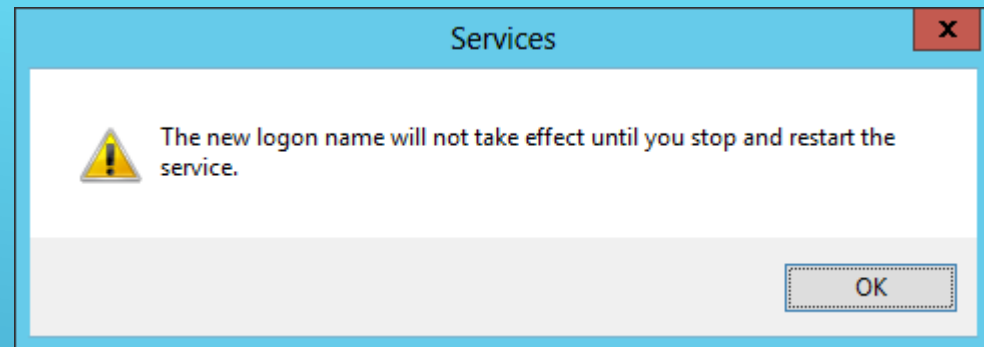 Services
x
The new logon name will not take effect until you stop and restart the
service.
OK